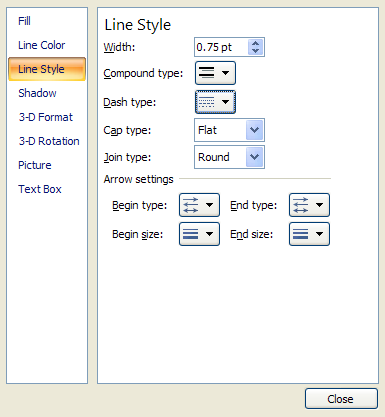 Fill
Line Color
Line Style
Shadow
3-D Format
3-D Rotation
Picture
Text Box
Line Style
Width: 0.75 pt
Compound type:
Dash type:
Cap type: Flat
Join type: Round
Arrow settings
Begin type: End type:
Begin size: End size:
Close